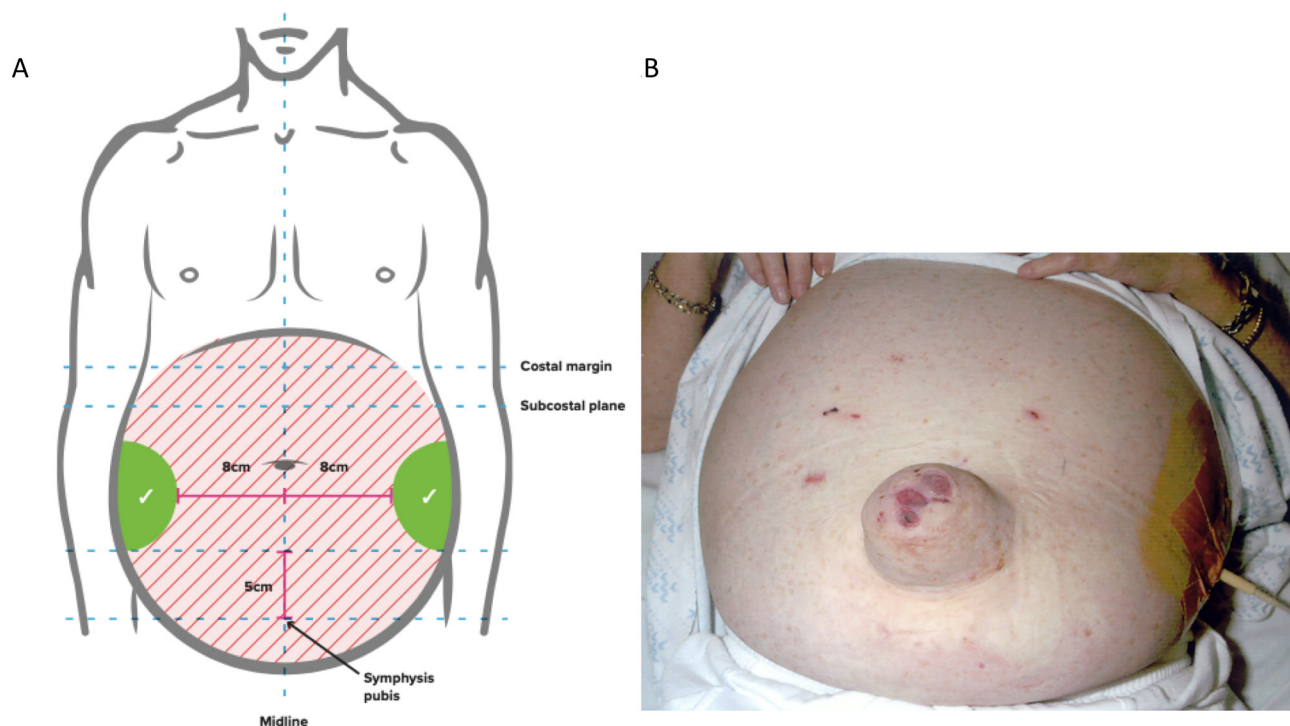 A
.B
Costal margin
Subcostal plane
8cm 8cm
✓ ✓
5cm
Symphysis
pubis
Midline